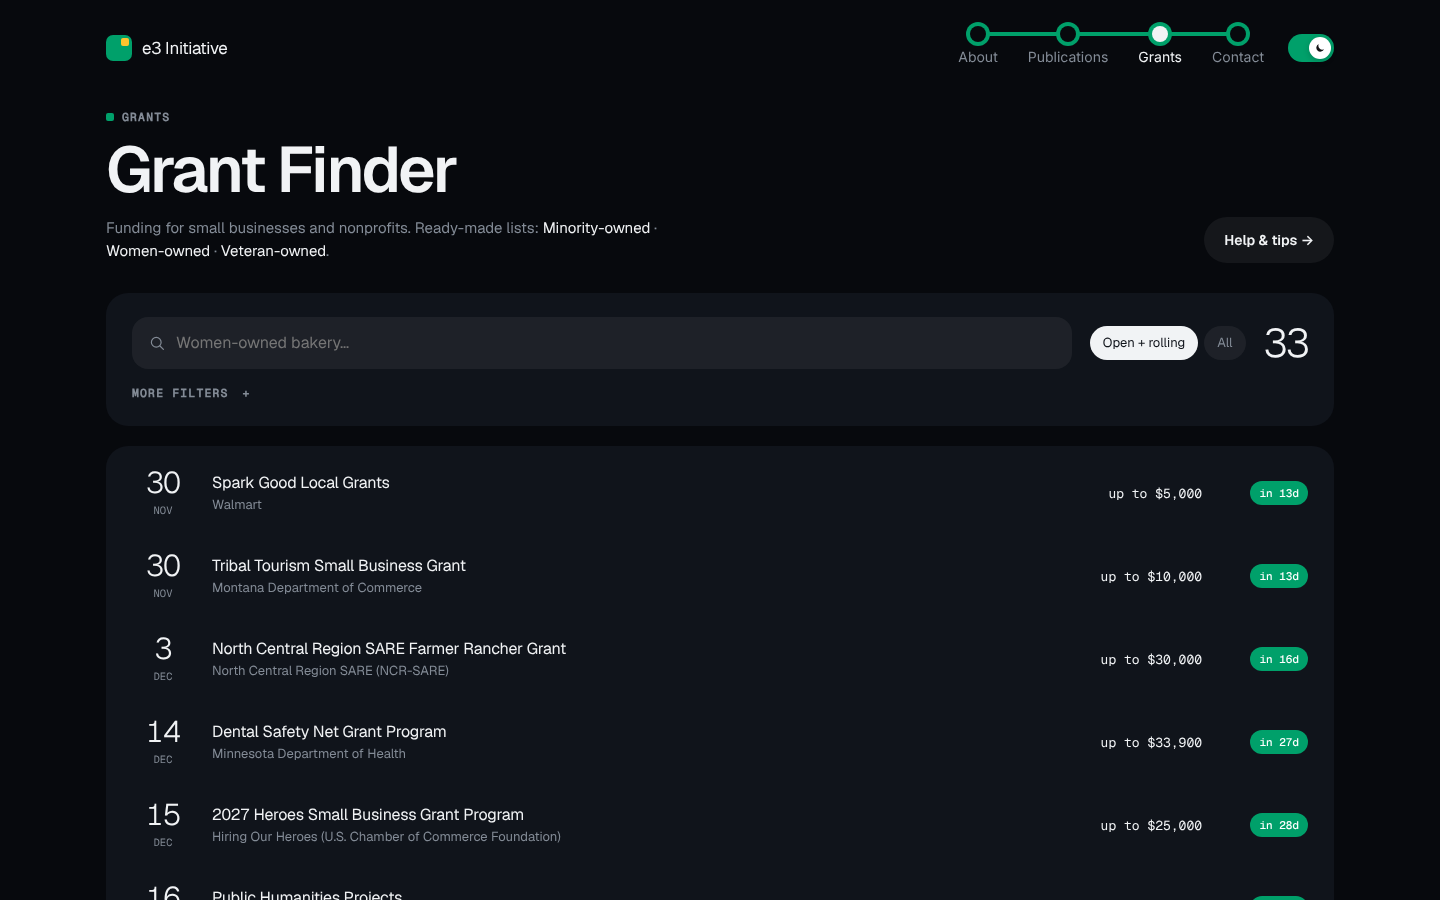 e3 Initiative
About
Publications
Grants
Contact
GRANTS
Grant Finder
Funding for small businesses and nonprofits. Ready-made lists: Minority-owned ·
Women-owned · Veteran-owned.
Help & tips →
Women-owned bakery...
Open + rolling
All
33
MORE FILTERS +
30
NOV
Spark Good Local Grants
Walmart
up to $5,000
in 13d
30
NOV
Tribal Tourism Small Business Grant
Montana Department of Commerce
up to $10,000
in 13d
3
DEC
North Central Region SARE Farmer Rancher Grant
North Central Region SARE (NCR-SARE)
up to $30,000
in 16d
14
DEC
Dental Safety Net Grant Program
Minnesota Department of Health
up to $33,900
in 27d
15
DEC
2027 Heroes Small Business Grant Program
Hiring Our Heroes (U.S. Chamber of Commerce Foundation)
up to $25,000
in 28d
16
Public Humanities Projects